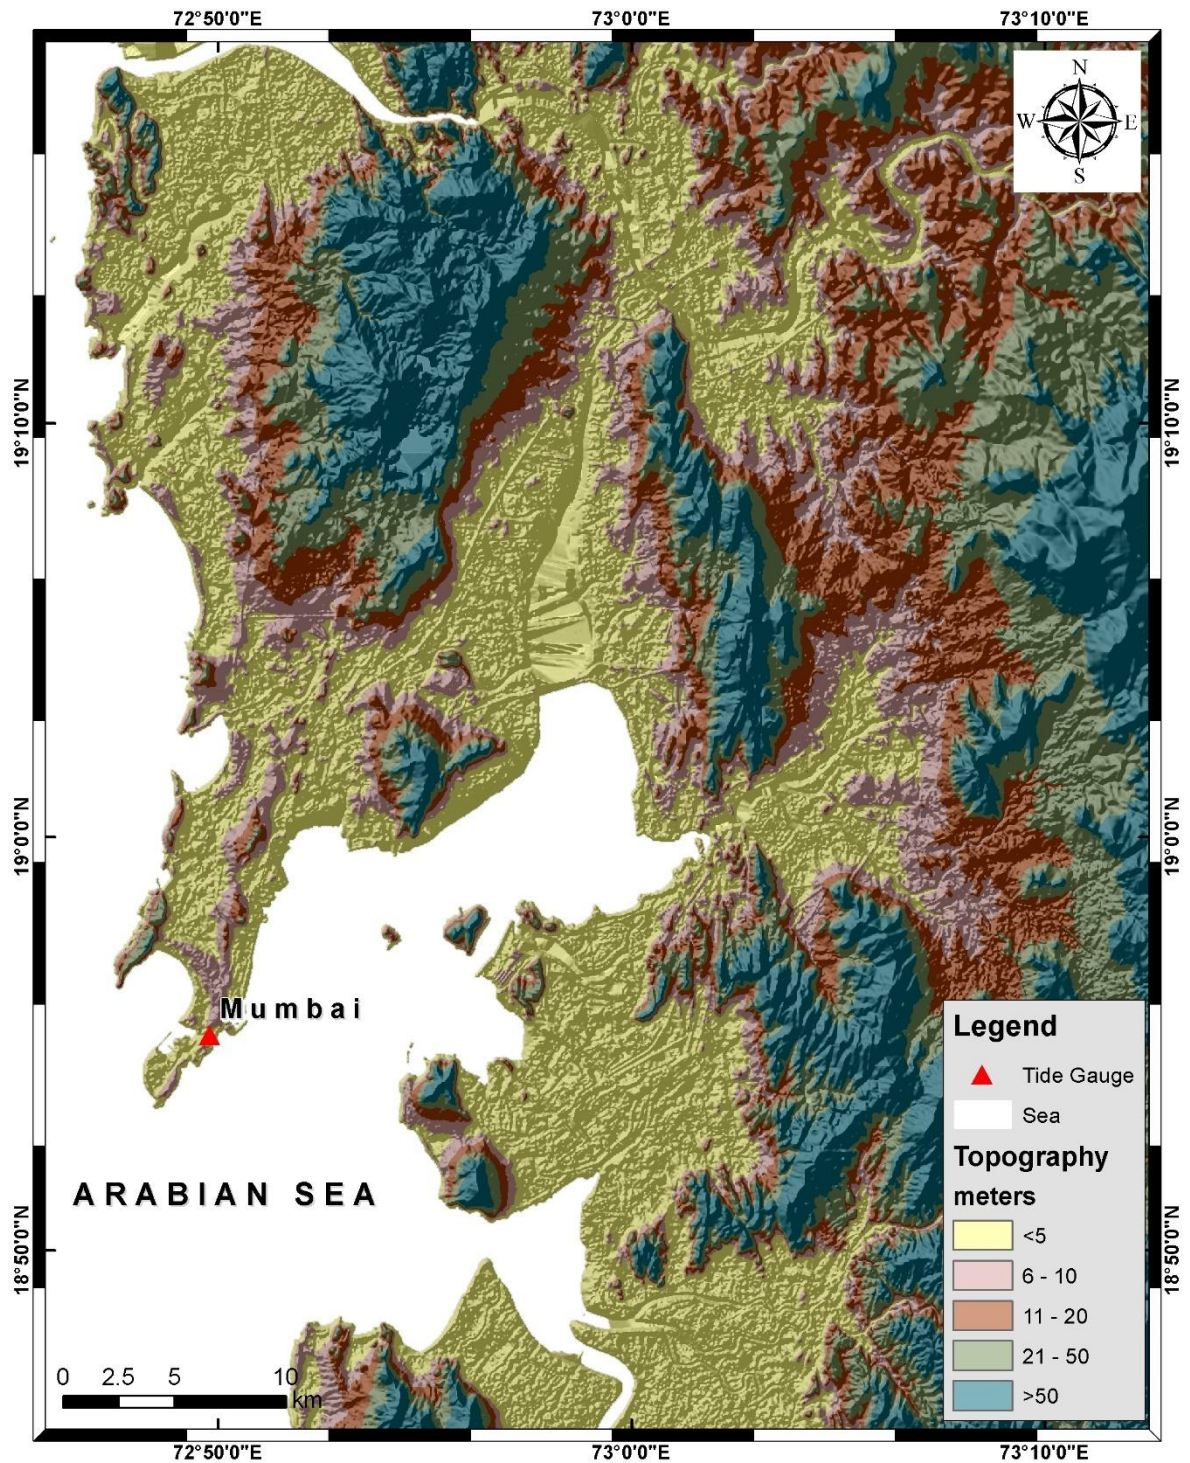 72°50'0"E 73°0'0"E 73°10'0"E
N
W E
S
19°10'0"N 19°10'0"N
19°0'0"N 19°0'0"N
Mumbai
ARABIAN SEA
18°50'0"N 18°50'0"N
Legend
Tide Gauge
Sea
Topography
meters
<5
6 - 10
11 - 20
21 - 50
>50
0 2.5 5 10
km
72°50'0"E 73°0'0"E 73°10'0"E